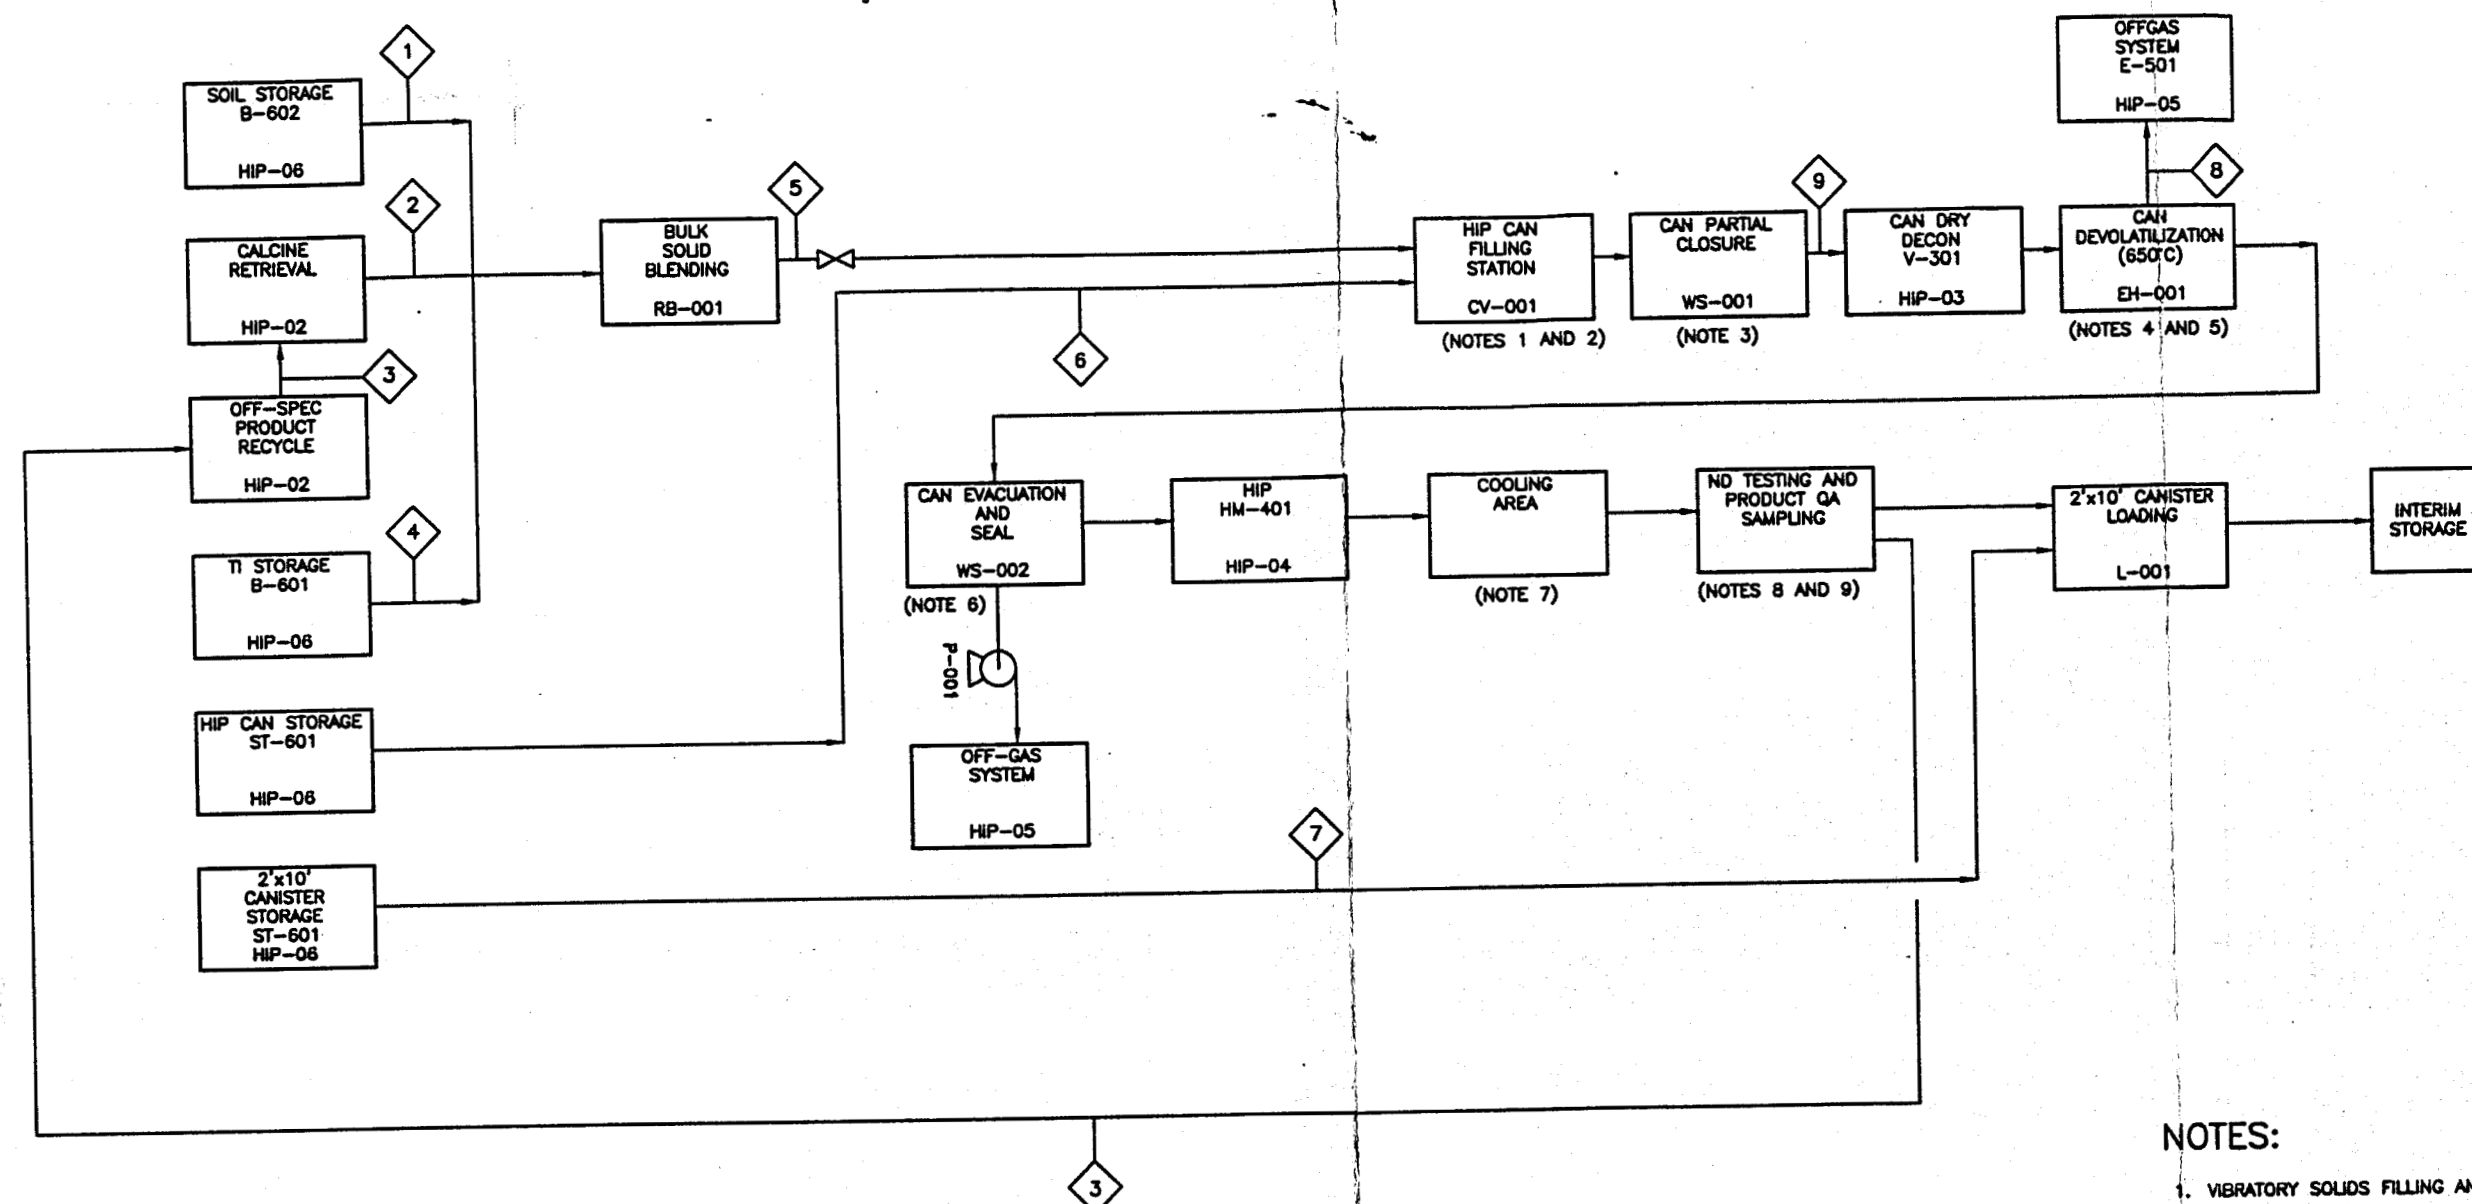 1
SOIL STORAGE
B-602
HIP-06
2
CALCINE
RETRIEVAL
HIP-02
3
OFF-SPEC
PRODUCT
RECYCLE
HIP-02
4
TI STORAGE
B-601
HIP-06
HIP CAN STORAGE
ST-601
HIP-06
2'x10'
CANISTER
STORAGE
ST-601
HIP-06
5
BULK
SOLID
BLENDING
RB-001
6
HIP CAN
FILLING
STATION
CV-001
(NOTES 1 AND 2)
CAN PARTIAL
CLOSURE
WS-001
(NOTE 3)
9
CAN DRY
DECON
V-301
HIP-03
OFFGAS
SYSTEM
E-501
HIP-05
8
CAN
DEVOLATILIZATION
(650°C)
EH-001
(NOTES 4 AND 5)
CAN EVACUATION
AND
SEAL
WS-002
(NOTE 6)
P-001
OFF-GAS
SYSTEM
HIP-05
HIP
HM-401
HIP-04
COOLING
AREA
(NOTE 7)
ND TESTING AND
PRODUCT QA
SAMPLING
(NOTES 8 AND 9)
2'x10' CANISTER
LOADING
L-001
INTERIM
STORAGE
7
3
NOTES:
1. VIBRATORY SOLIDS FILLING AN